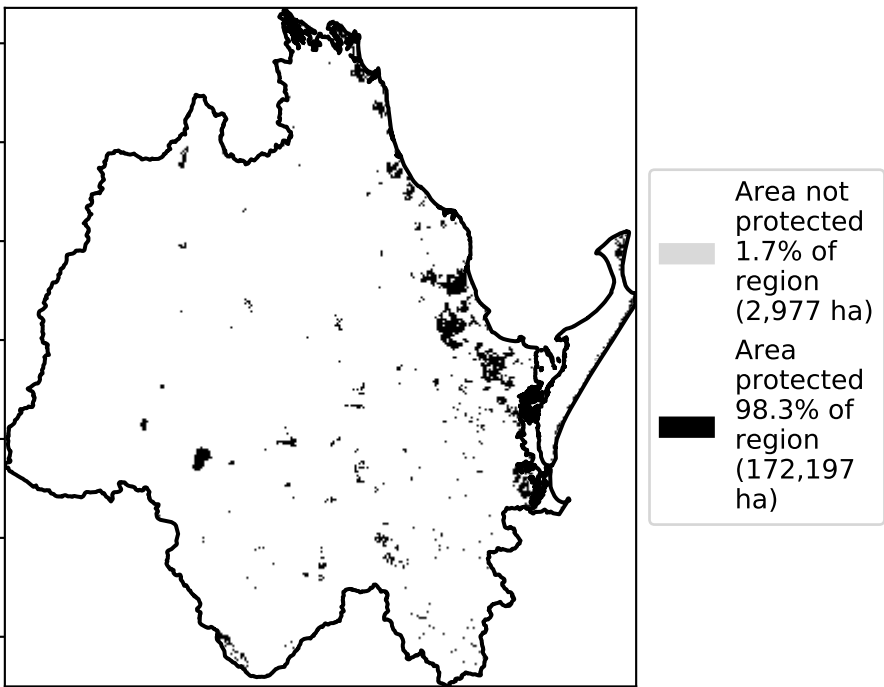 Area not
protected
1.7% of
region
(2,977 ha)
Area
protected
98.3% of
region
(172,197
ha)